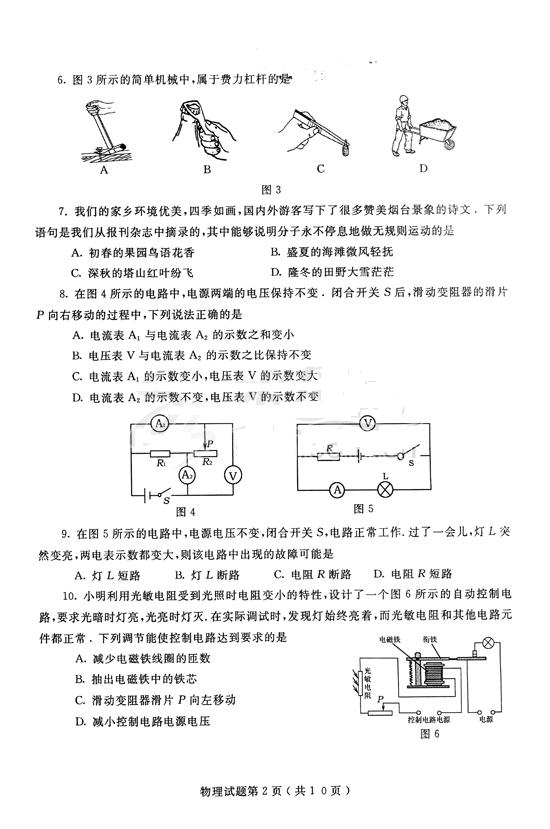 6. 图 3 所示的简单机械中,属于费力杠杆的是
A B C D
图 3
7. 我们的家乡环境优美,四季如画,国内外游客写下了很多赞美烟台景象的诗文．下列
语句是我们从报刊杂志中摘录的,其中能够说明分子永不停息地做无规则运动的是
A. 初春的果园鸟语花香 B. 盛夏的海滩微风轻抚
C. 深秋的塔山红叶纷飞 D. 隆冬的田野大雪茫茫
8. 在图 4 所示的电路中,电源两端的电压保持不变．闭合开关 S 后,滑动变阻器的滑片
P 向右移动的过程中,下列说法正确的是
A. 电流表 A₁ 与电流表 A₂ 的示数之和变小
B. 电压表 V 与电流表 A₂ 的示数之比保持不变
C. 电流表 A₁ 的示数变小,电压表 V 的示数变大
D. 电流表 A₂ 的示数不变,电压表 V 的示数不变
A₁ P R₁ R₂ A₂ V S
图 4
V R S L A
图 5
9. 在图 5 所示的电路中,电源电压不变,闭合开关 S,电路正常工作.过了一会儿,灯 L 突
然变亮,两电表示数都变大,则该电路中出现的故障可能是
A. 灯 L 短路 B. 灯 L 断路 C. 电阻 R 断路 D. 电阻 R 短路
10. 小明利用光敏电阻受到光照时电阻变小的特性,设计了一个图 6 所示的自动控制电
路,要求光暗时灯亮,光亮时灯灭.在实际调试时,发现灯始终亮着,而光敏电阻和其他电路元
件都正常．下列调节能使控制电路达到要求的是
A. 减少电磁铁线圈的匝数
B. 抽出电磁铁中的铁芯
C. 滑动变阻器滑片 P 向左移动
D. 减小控制电路电源电压
电磁铁 衔铁
光敏电阻
P
控制电路电源 电源
图 6
物理试题第2页(共10页)